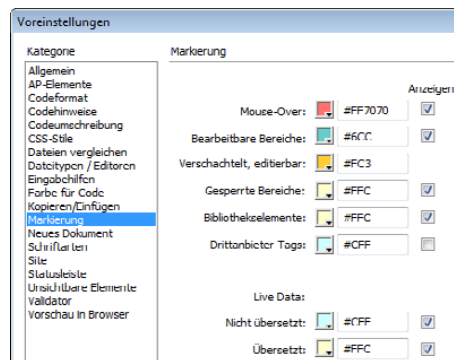 Voreinstellungen
Kategorie
Markierung
Allgemein
AP-Elemente
Codeformat
Codehinweise
Codeumschreibung
CSS-Stile
Dateien vergleichen
Dateitypen / Editoren
Eingabehilfen
Farbe für Code
Kopieren/Einfügen
Markierung
Neues Dokument
Schriftarten
Site
Statusleiste
Unsichtbare Elemente
Validator
Vorschau in Browser
Anzeigen
Mouse-Over: #FF7070
Bearbeitbare Bereiche: #6CC
Verschachtelt, editierbar: #FC3
Gesperrte Bereiche: #FFC
Bibliothekselemente: #FFC
Drittanbieter Tags: #CFF
Live Data:
Nicht übersetzt: #CFF
Übersetzt: #FFC